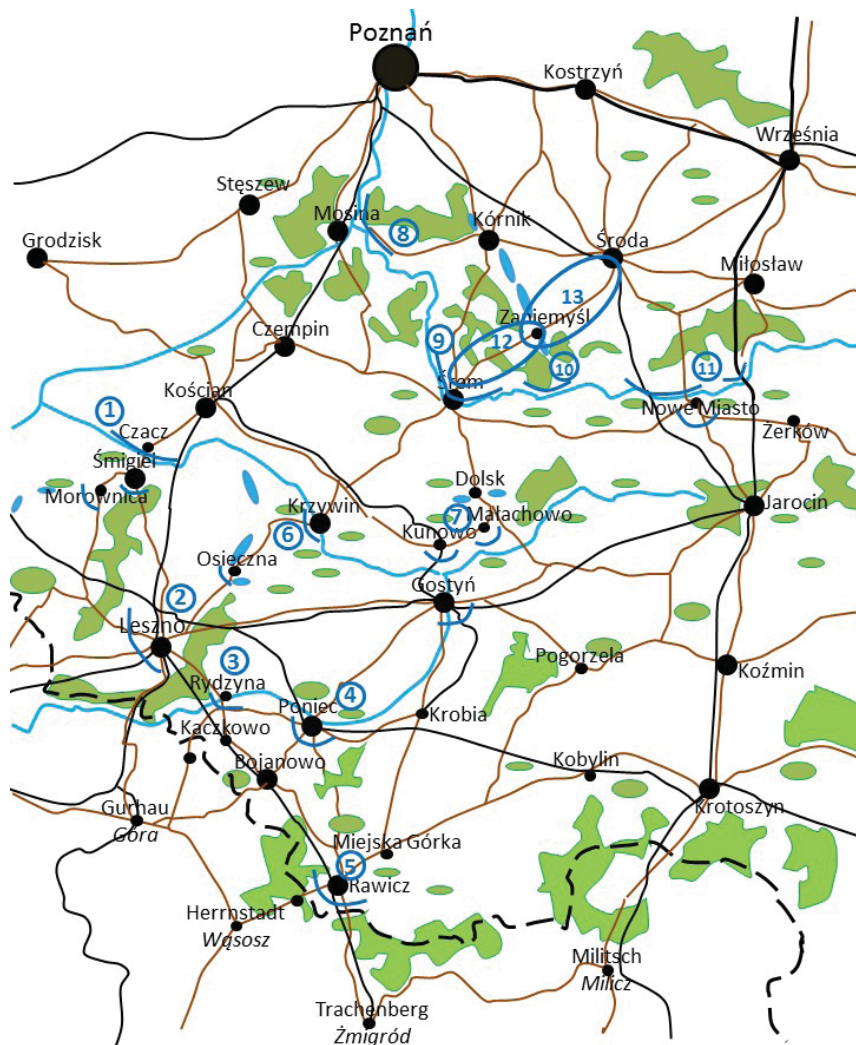 Poznań
Kostrzyń
Września
Stęszew
Mosina
8
Kórnik
Grodzisk
Środa
Miłosław
13
Zaniemyśl
Czempin
9
12
10
11
Kościan
Śrem
Nowe Miasto
1
Czacz
Żerków
Śmigiel
Morownica
Dolsk
Krzywin
7
Małachowo
Jarocin
6
Kunowo
Osieczna
Gostyń
2
Leszno
3
Pogorzela
Koźmin
Rydzyna
4
Poniec
Krobia
Kaczkowo
Bojanowo
Kobylin
Gurhau
Góra
Krotoszyn
Miejska Górka
5
Rawicz
Herrnstadt
Wąsosz
Militsch
Milicz
Trachenberg
Żmigród